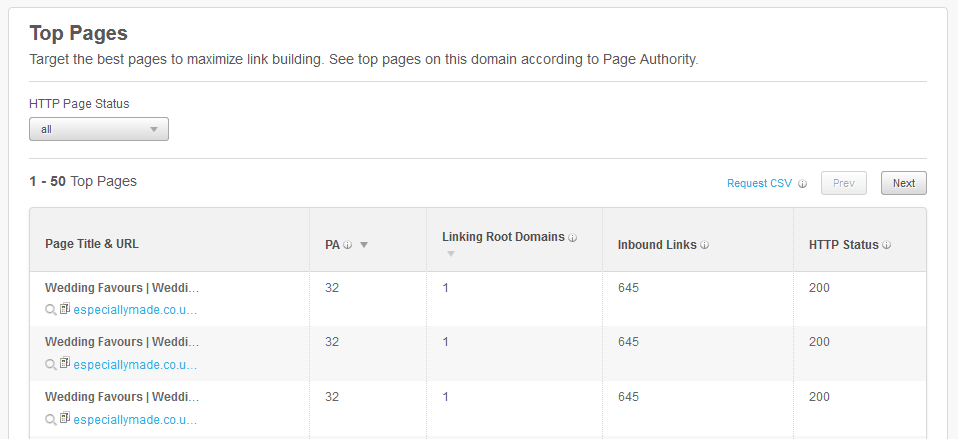 Top Pages
Target the best pages to maximize link building. See top pages on this domain according to Page Authority.
HTTP Page Status
all
1 - 50 Top Pages
Request CSV
Prev
Next
Page Title & URL
PA
Linking Root Domains
Inbound Links
HTTP Status
Wedding Favours | Weddi...
32
1
645
200
especiallymade.co.u...
Wedding Favours | Weddi...
32
1
645
200
especiallymade.co.u...
Wedding Favours | Weddi...
32
1
645
200
especiallymade.co.u...